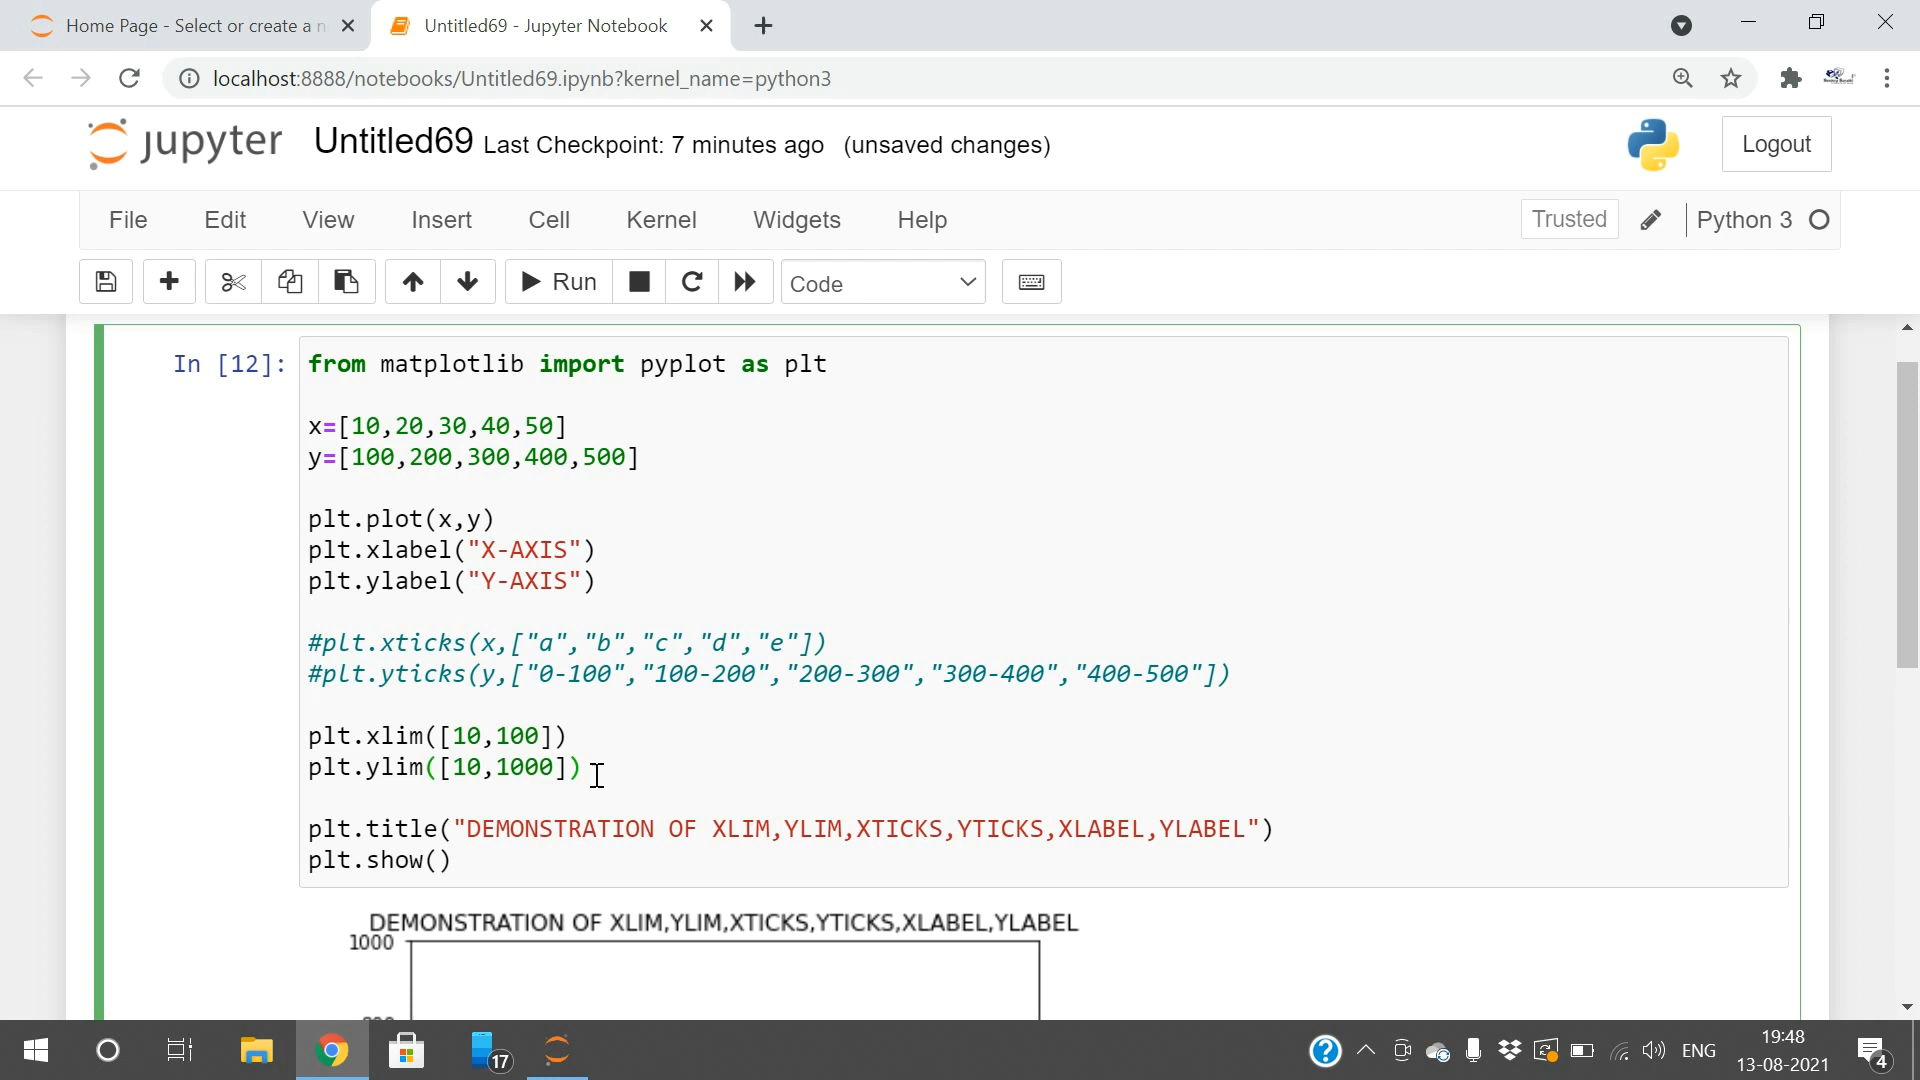 Home Page - Select or create a n
Untitled69 - Jupyter Notebook
localhost:8888/notebooks/Untitled69.ipynb?kernel_name=python3
jupyter Untitled69 Last Checkpoint: 7 minutes ago (unsaved changes)
Logout
File Edit View Insert Cell Kernel Widgets Help
Trusted
Python 3
Run
Code
In [12]:
from matplotlib import pyplot as plt
x=[10,20,30,40,50]
y=[100,200,300,400,500]
plt.plot(x,y)
plt.xlabel("X-AXIS")
plt.ylabel("Y-AXIS")
#plt.xticks(x,["a","b","c","d","e"])
#plt.yticks(y,["0-100","100-200","200-300","300-400","400-500"])
plt.xlim([10,100])
plt.ylim([10,1000])
plt.title("DEMONSTRATION OF XLIM,YLIM,XTICKS,YTICKS,XLABEL,YLABEL")
plt.show()
DEMONSTRATION OF XLIM,YLIM,XTICKS,YTICKS,XLABEL,YLABEL
1000
17
ENG
19:48
13-08-2021
4